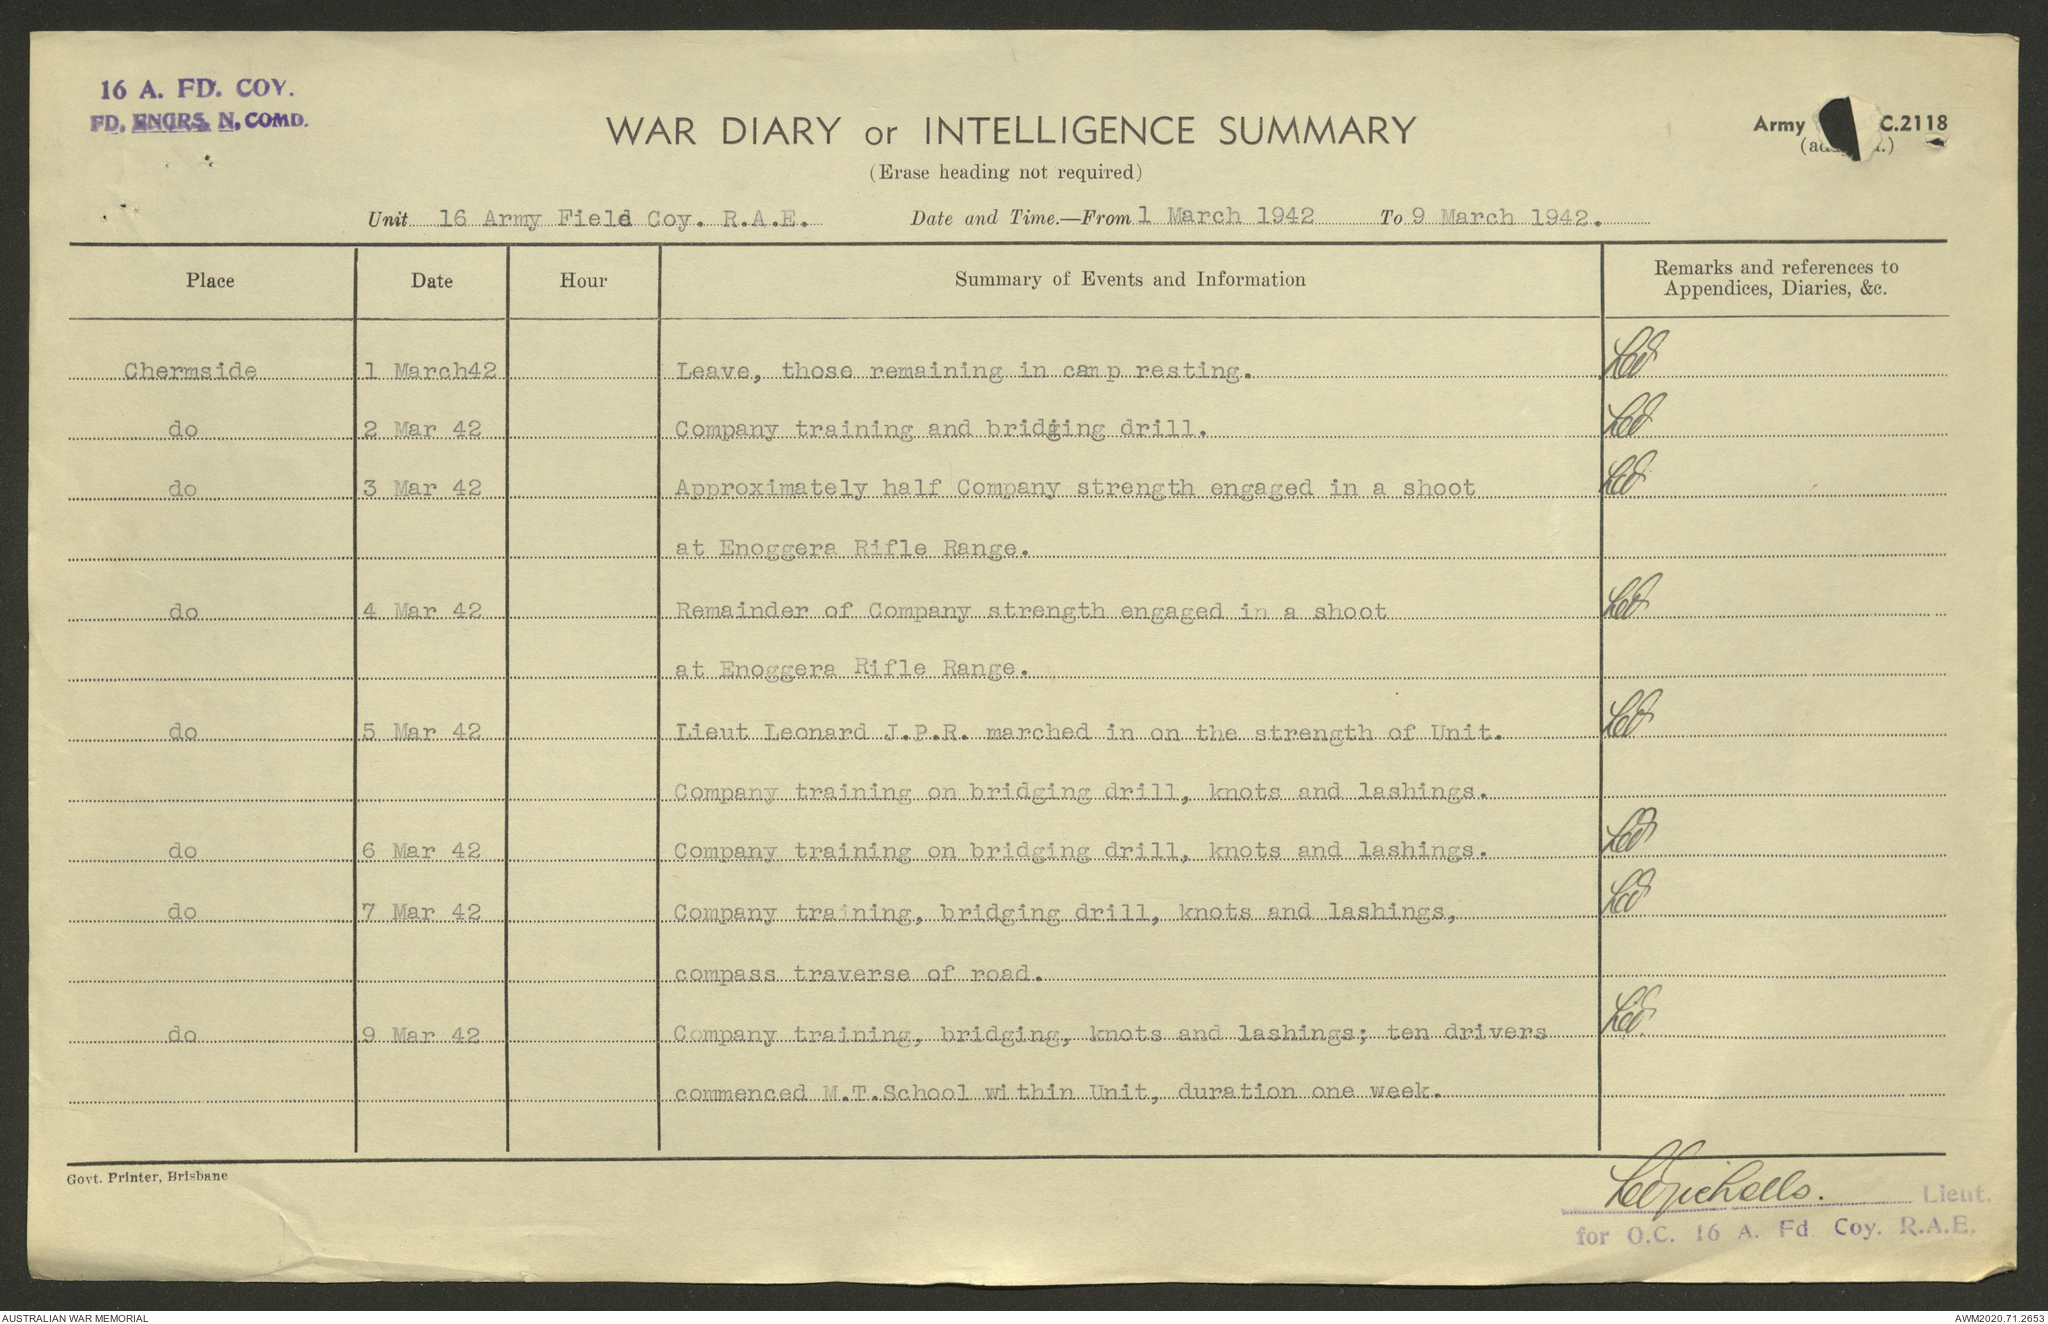 16 A. FD. COY.
FD. ENGRS. N. COMD.
WAR DIARY or INTELLIGENCE SUMMARY
Army C.2118
(Erase heading not required)
Unit 16 Army Field Coy. R.A.E. Date and Time.—From 1 March 1942 To 9 March 1942.
Place Date Hour Summary of Events and Information Remarks and references to
Appendices, Diaries, &c.
Chermside 1 March42 Leave, those remaining in camp resting.
do 2 Mar 42 Company training and bridging drill.
do 3 Mar 42 Approximately half Company strength engaged in a shoot
at Enoggera Rifle Range.
do 4 Mar 42 Remainder of Company strength engaged in a shoot
at Enoggera Rifle Range.
do 5 Mar 42 Lieut Leonard J.P.R. marched in on the strength of Unit.
Company training on bridging drill, knots and lashings.
do 6 Mar 42 Company training on bridging drill, knots and lashings.
do 7 Mar 42 Company training, bridging drill, knots and lashings,
compass traverse of road.
do 9 Mar 42 Company training, bridging, knots and lashings; ten drivers
commenced M.T.School within Unit, duration one week.
Govt. Printer, Brisbane
Lieut.
for O.C. 16 A. Fd Coy. R.A.E.
AUSTRALIAN WAR MEMORIAL
AWM2020.71.2653